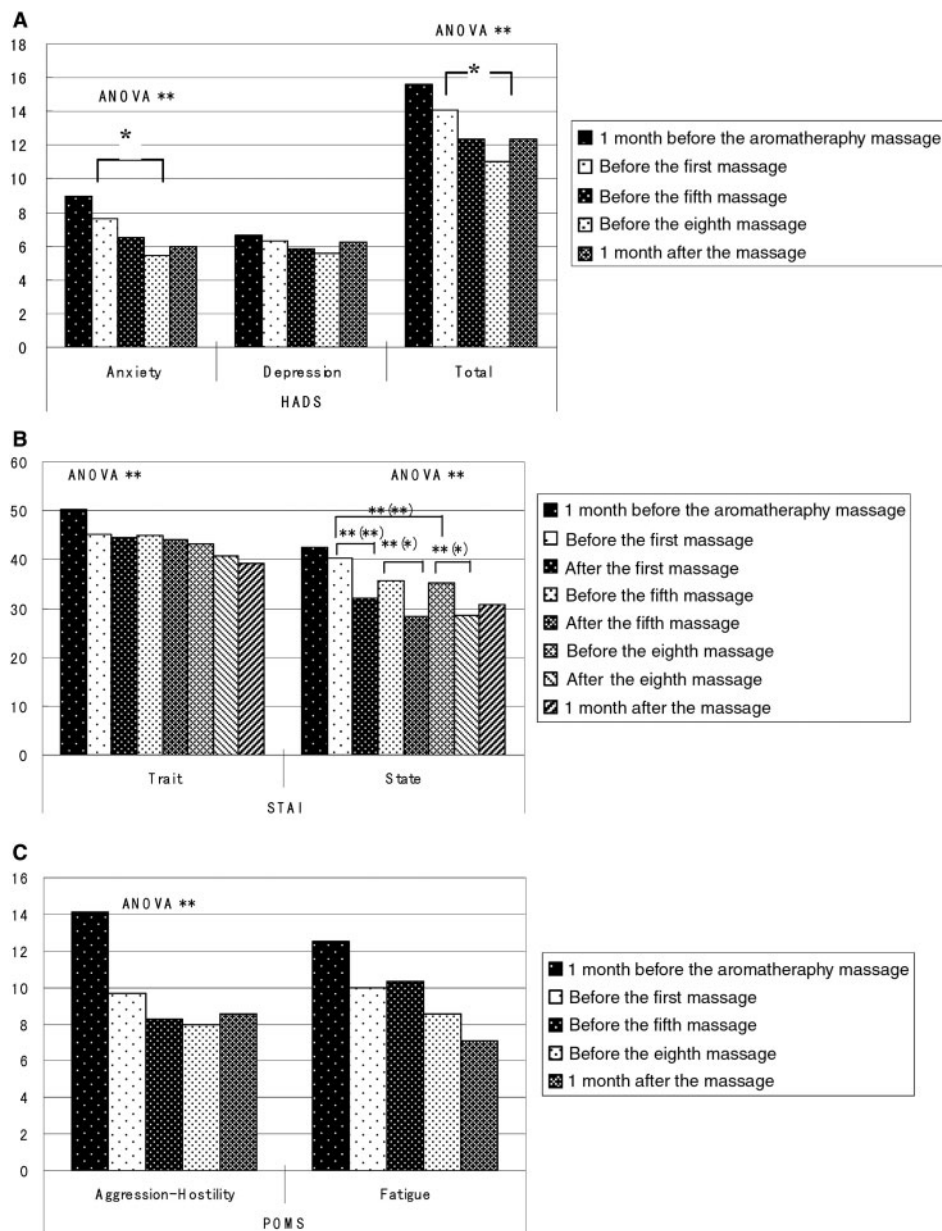 A
ANOVA **
18
16
14
12
10
8
6
4
2
0
ANOVA **
*
*
Anxiety
Depression
Total
HADS
1 month before the aromatheraphy massage
Before the first massage
Before the fifth massage
Before the eighth massage
1 month after the massage
B
60
50
40
30
20
10
0
ANOVA **
ANOVA **
**(**)
**(**)
**(*)
**(*)
Trait
State
STAI
1 month before the aromatheraphy massage
Before the first massage
After the first massage
Before the fifth massage
After the fifth massage
Before the eighth massage
After the eighth massage
1 month after the massage
C
16
14
12
10
8
6
4
2
0
ANOVA **
Aggression-Hostility
Fatigue
POMS
1 month before the aromatheraphy massage
Before the first massage
Before the fifth massage
Before the eighth massage
1 month after the massage